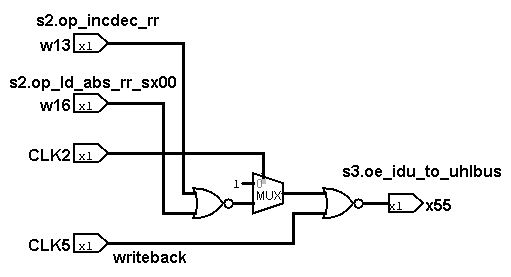 s2.op_incdec_rr
w13 x1
s2.op_ld_abs_rr_sx00
w16 x1
CLK2 x1
s3.oe_idu_to_uhlbus
1 0
MUX
x1 x55
CLK5 x1
writeback